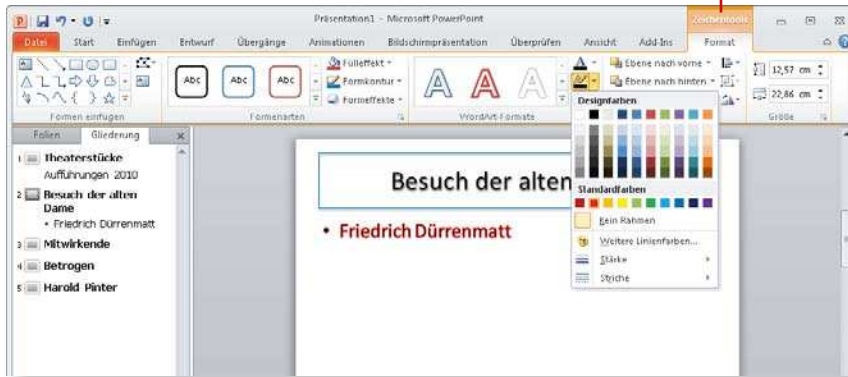 Präsentation1 - Microsoft PowerPoint
Zeichentools
Datei Start Einfügen Entwurf Übergänge Animationen Bildschirmpräsentation Überprüfen Ansicht Add-Ins Format
Abc Abc Abc
Fülleffekt
Formkontur
Formeffekte
A A A
Ebene nach vorne
Ebene nach hinten
12,57 cm
22,86 cm
Formen einfügen Formenarten WordArt-Formate Größe
Folien Gliederung
1 Theaterstücke
Aufführungen 2010
2 Besuch der alten
Dame
• Friedrich Dürrenmatt
3 Mitwirkende
4 Betrogen
5 Harold Pinter
Besuch der alten
• Friedrich Dürrenmatt
Designfarben
Standardfarben
Kein Rahmen
Weitere Linienfarben...
Stärke
Striche